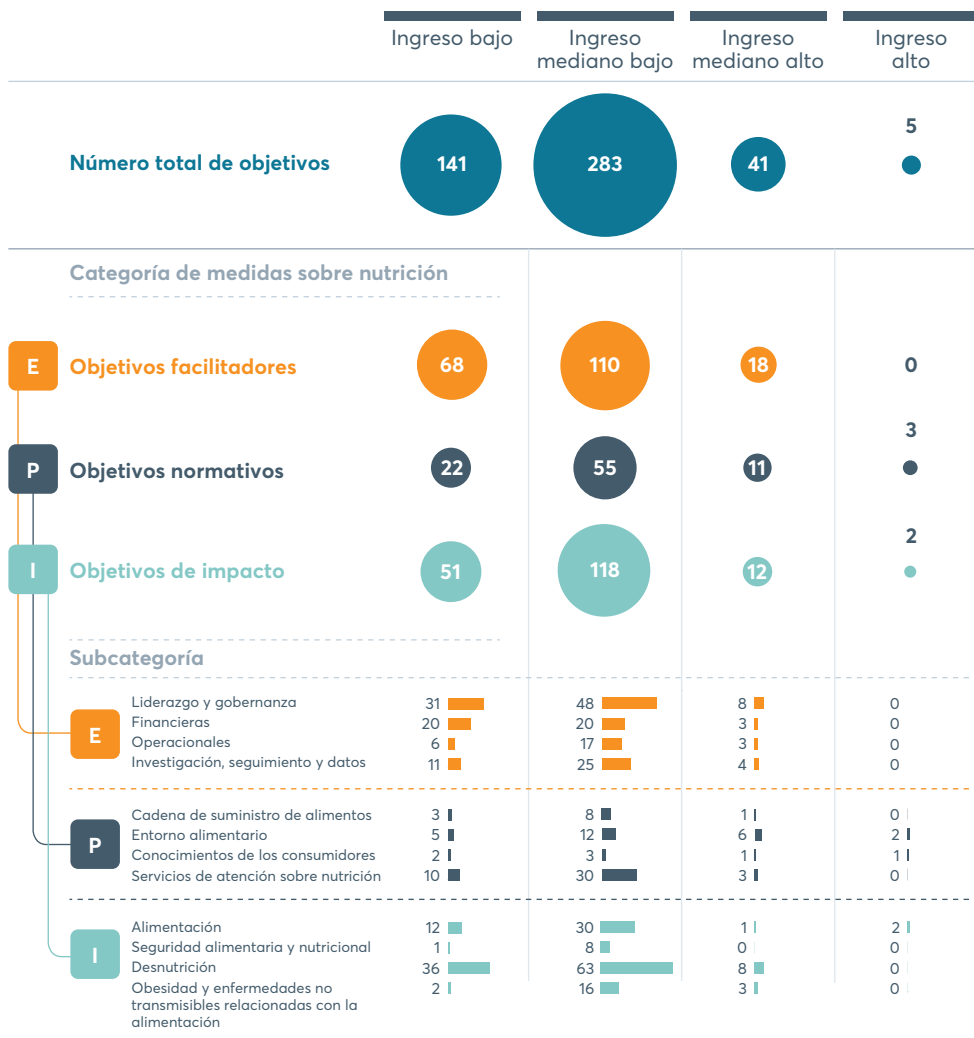 Ingreso bajo
Ingreso
mediano bajo
Ingreso
mediano alto
Ingreso
alto
Número total de objetivos
141
283
41
5
Categoría de medidas sobre nutrición
E
Objetivos facilitadores
68
110
18
0
P
Objetivos normativos
22
55
11
3
I
Objetivos de impacto
51
118
12
2
Subcategoría
E
Liderazgo y gobernanza
31
48
8
0
Financieras
20
20
3
0
Operacionales
6
17
3
0
Investigación, seguimiento y datos
11
25
4
0
P
Cadena de suministro de alimentos
3
8
1
0
Entorno alimentario
5
12
6
2
Conocimientos de los consumidores
2
3
1
1
Servicios de atención sobre nutrición
10
30
3
0
I
Alimentación
12
30
1
2
Seguridad alimentaria y nutricional
1
8
0
0
Desnutrición
36
63
8
0
Obesidad y enfermedades no
transmisibles relacionadas con la
alimentación
2
16
3
0